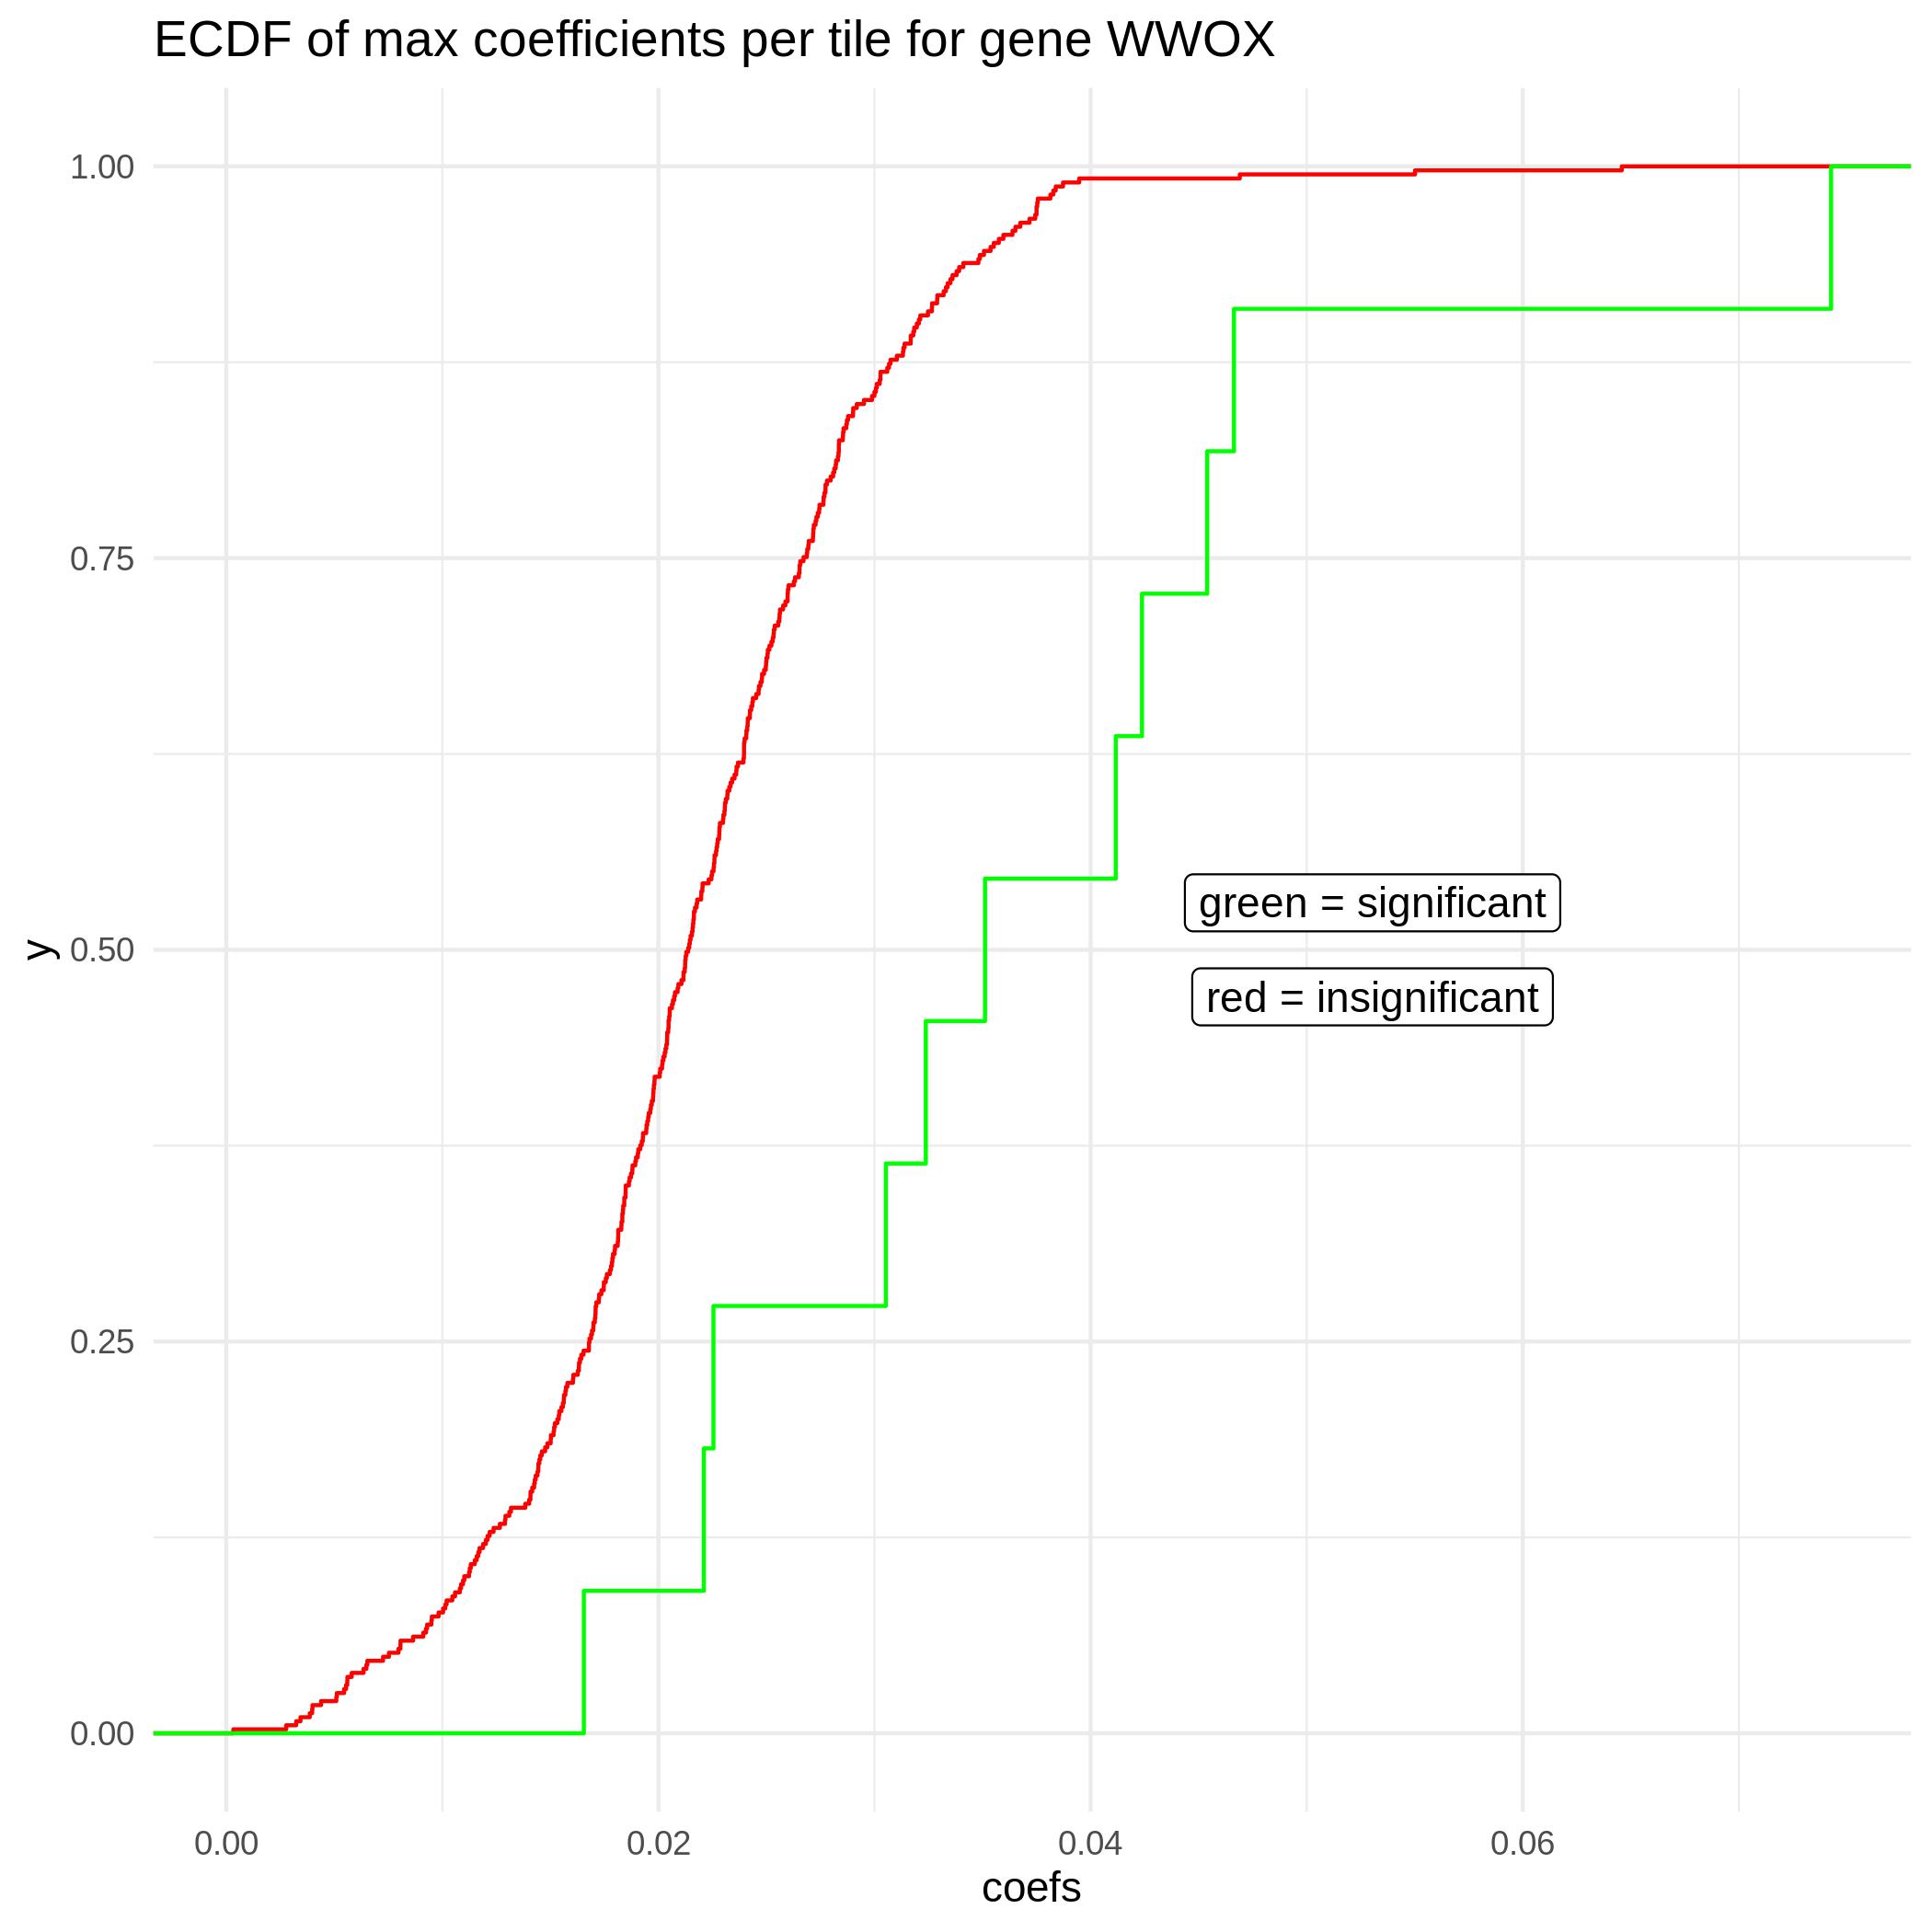 ECDF of max coefficients per tile for gene WWOX
1.00
0.75
0.50
0.25
0.00
y
green = significant
red = insignificant
0.00 0.02 0.04 0.06
coefs